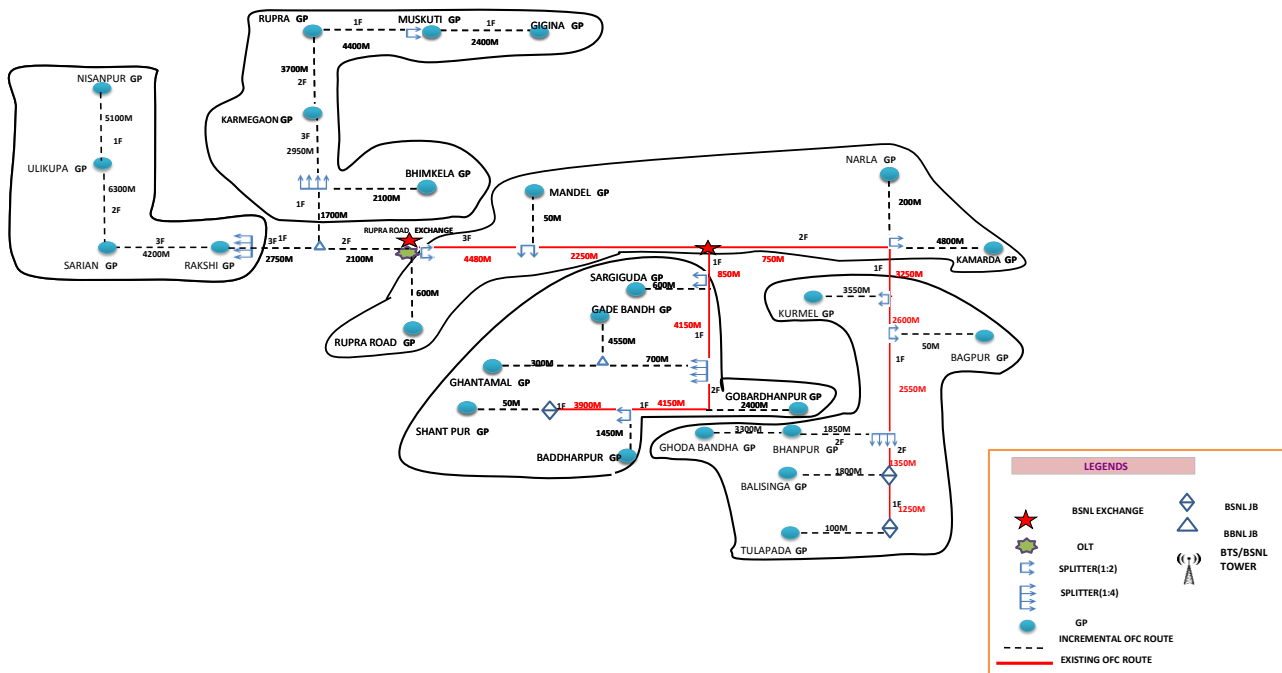 RUPRA GP
1F
MUSKUTI GP
1F
GIGINA GP
4400M
2400M
3700M
2F
NISANPUR GP
5100M
1F
KARMEGAON GP
3F
2950M
ULIKUPA GP
6300M
2F
BHIMKELA GP
2100M
1F
1700M
MANDEL GP
50M
NARLA GP
200M
RUPRA ROAD EXCHANGE
3F
4200M
SARIAN GP
RAKSHI GP
3F
1F
2750M
2F
2100M
3F
4480M
2250M
2F
750M
4800M
KAMARDA GP
600M
RUPRA ROAD GP
1F
850M
SARGIGUDA GP
600M
GADE BANDH GP
4150M
1F
4550M
300M
700M
GHANTAMAL GP
2F
50M
1F
3900M
1F
4150M
SHANT PUR GP
1450M
BADDHARPUR GP
GOBARDHANPUR GP
2400M
1F
3250M
3550M
KURMEL GP
2600M
50M
BAGPUR GP
1F
2550M
3300M
GHODA BANDHA GP
1850M
2F
BHANPUR GP
2F
1350M
1800M
BALISINGA GP
1F
1250M
100M
TULAPADA GP
LEGENDS
BSNL EXCHANGE
BSNL JB
OLT
BBNL JB
SPLITTER(1:2)
BTS/BSNL
TOWER
SPLITTER(1:4)
GP
INCREMENTAL OFC ROUTE
EXISTING OFC ROUTE